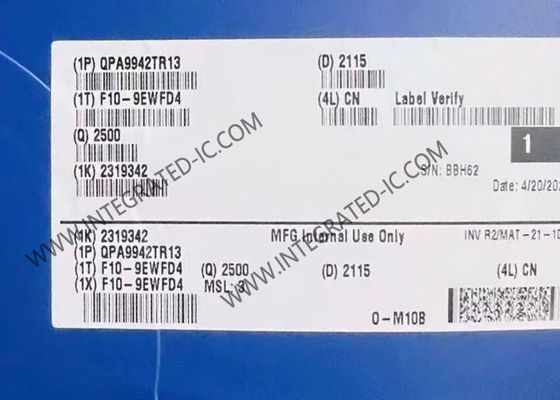 (1P) QPA9942TR13
(D) 2115
(1T) F10-9EWFD4
(4L) CN
Label Verify
(Q) 2500
1
(1K) 2319342
S/N: BBH62
Date: 4/20/20
(1K) 2319342
MFG Internal Use Only
INV R2/MAT-21-10
(1P) QPA9942TR13
(1T) F10-9EWFD4
(Q) 2500
(D) 2115
(4L) CN
(1X) F10-9EWFD4
MSL: 3
O-M10B
WWW.INTEGRATED-IC.COM
WWW.INTEGRATED-IC.COM
WWW.INTEGRATED-IC.COM